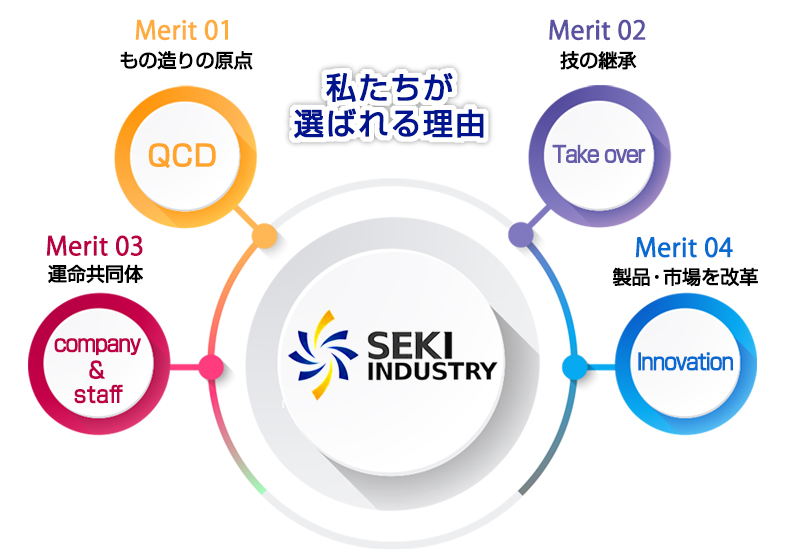 Merit 01
もの造りの原点
QCD
私たちが
選ばれる理由
Merit 02
技の継承
Take over
Merit 03
運命共同体
company
&
staff
SEKI
INDUSTRY
Merit 04
製品・市場を改革
Innovation